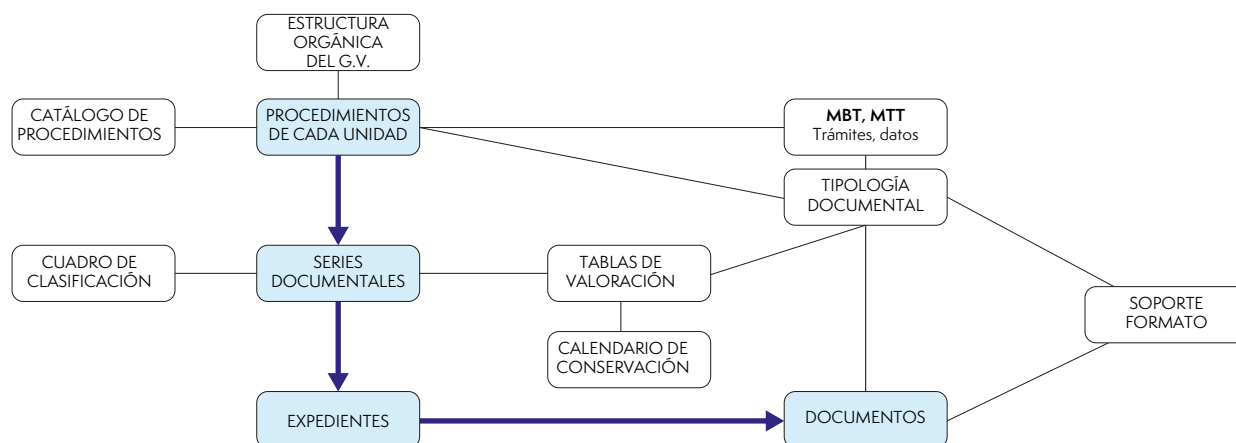 ESTRUCTURA
ORGÁNICA
DEL G.V.
CATÁLOGO DE
PROCEDIMIENTOS
PROCEDIMIENTOS
DE CADA UNIDAD
MBT, MTT
Trámites, datos
TIPOLOGÍA
DOCUMENTAL
CUADRO DE
CLASIFICACIÓN
SERIES
DOCUMENTALES
TABLAS DE
VALORACIÓN
SOPORTE
FORMATO
CALENDARIO DE
CONSERVACIÓN
EXPEDIENTES
DOCUMENTOS